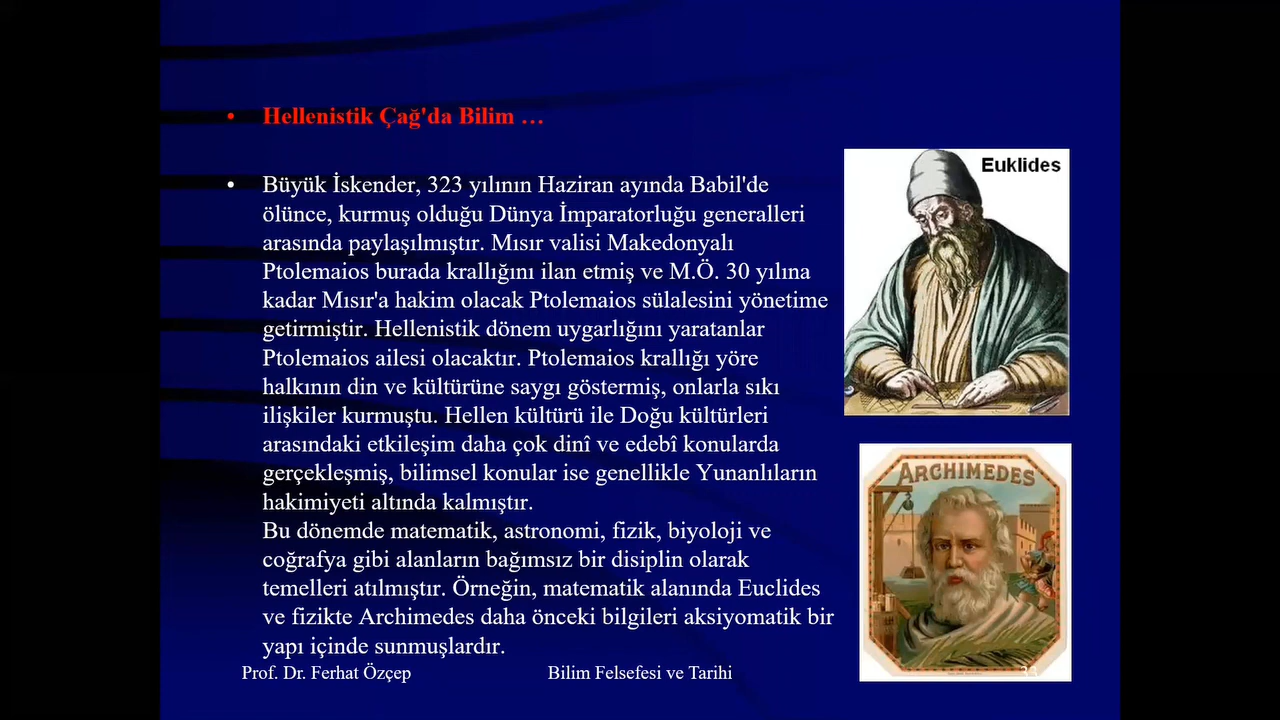 Hellenistik Çağ'da Bilim …
Büyük İskender, 323 yılının Haziran ayında Babil'de
ölünce, kurmuş olduğu Dünya İmparatorluğu generalleri
arasında paylaşılmıştır. Mısır valisi Makedonyalı
Ptolemaios burada krallığını ilan etmiş ve M.Ö. 30 yılına
kadar Mısır'a hakim olacak Ptolemaios sülalesini yönetime
getirmiştir. Hellenistik dönem uygarlığını yaratanlar
Ptolemaios ailesi olacaktır. Ptolemaios krallığı yöre
halkının din ve kültürüne saygı göstermiş, onlarla sıkı
ilişkiler kurmuştu. Hellen kültürü ile Doğu kültürleri
arasındaki etkileşim daha çok dinî ve edebî konularda
gerçekleşmiş, bilimsel konular ise genellikle Yunanlıların
hakimiyeti altında kalmıştır.
Bu dönemde matematik, astronomi, fizik, biyoloji ve
coğrafya gibi alanların bağımsız bir disiplin olarak
temelleri atılmıştır. Örneğin, matematik alanında Euclides
ve fizikte Archimedes daha önceki bilgileri aksiyomatik bir
yapı içinde sunmuşlardır.
Euklides
ARCHIMEDES
Prof. Dr. Ferhat Özçep
Bilim Felsefesi ve Tarihi